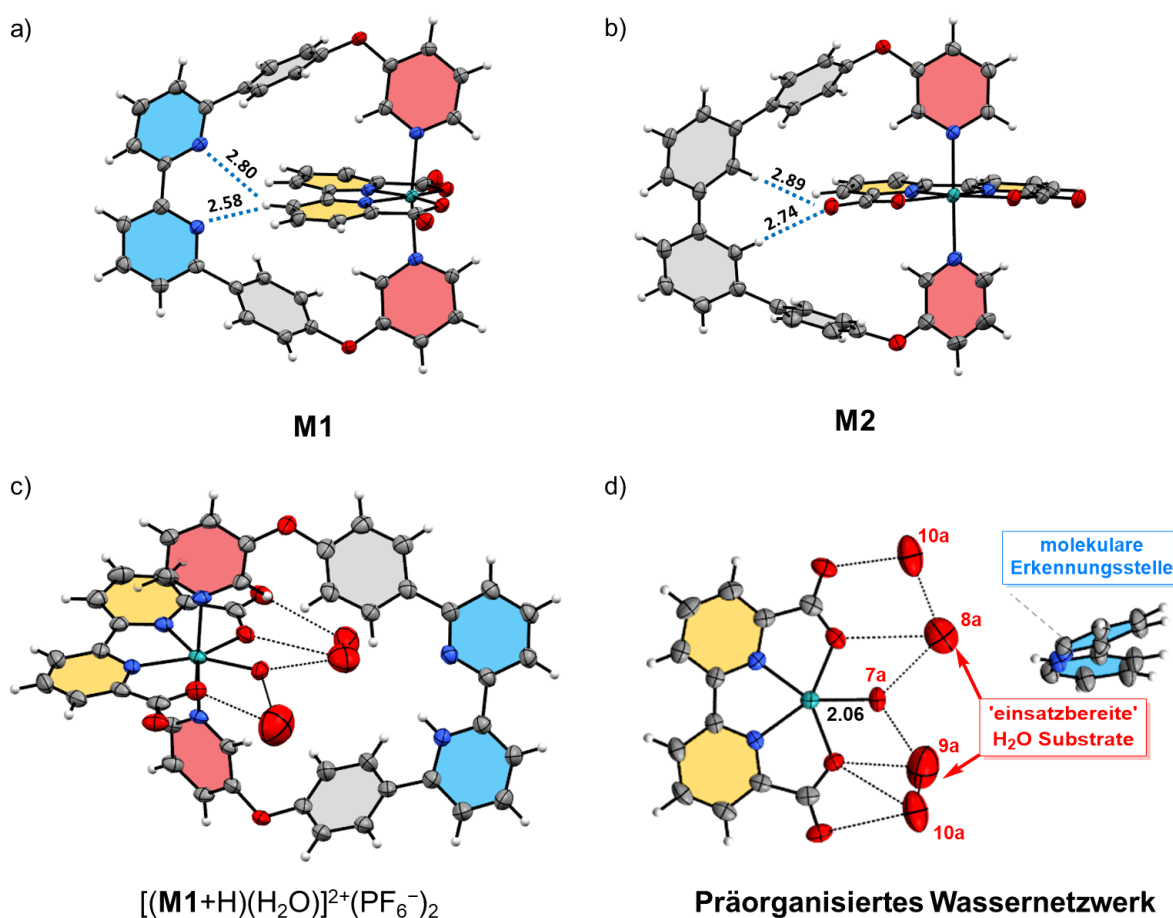 a)
2.80
2.58
M1
b)
2.89
2.74
M2
c)
[(M1+H)(H₂O)]²⁺(PF₆⁻)₂
d)
10a
molekulare
Erkennungsstelle
8a
7a
2.06
'einsatzbereite'
H₂O Substrate
9a
10a
Präorganisiertes Wassernetzwerk